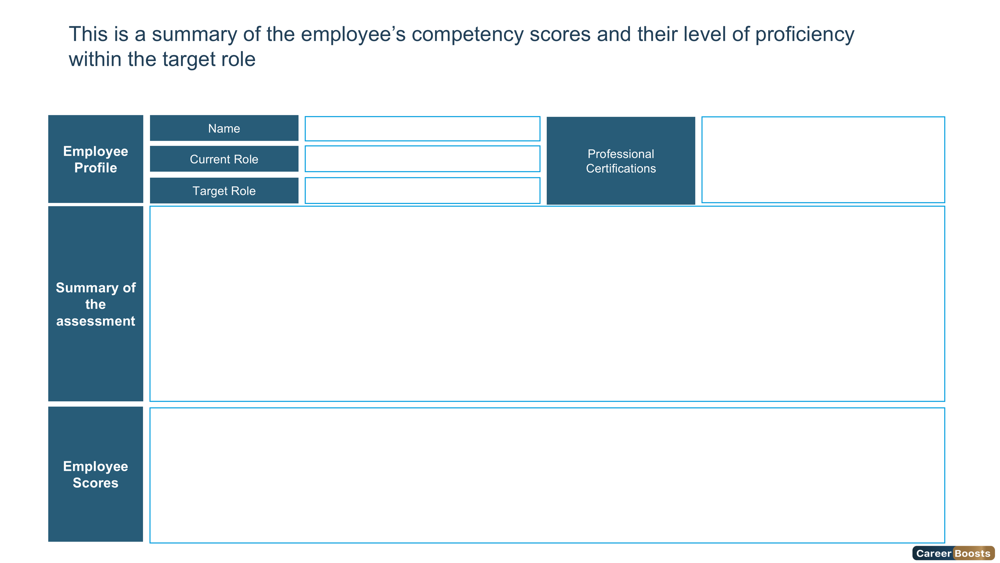 This is a summary of the employee’s competency scores and their level of proficiency
within the target role
Employee
Profile
Name
Current Role
Target Role
Professional
Certifications
Summary of
the
assessment
Employee
Scores
Career Boosts